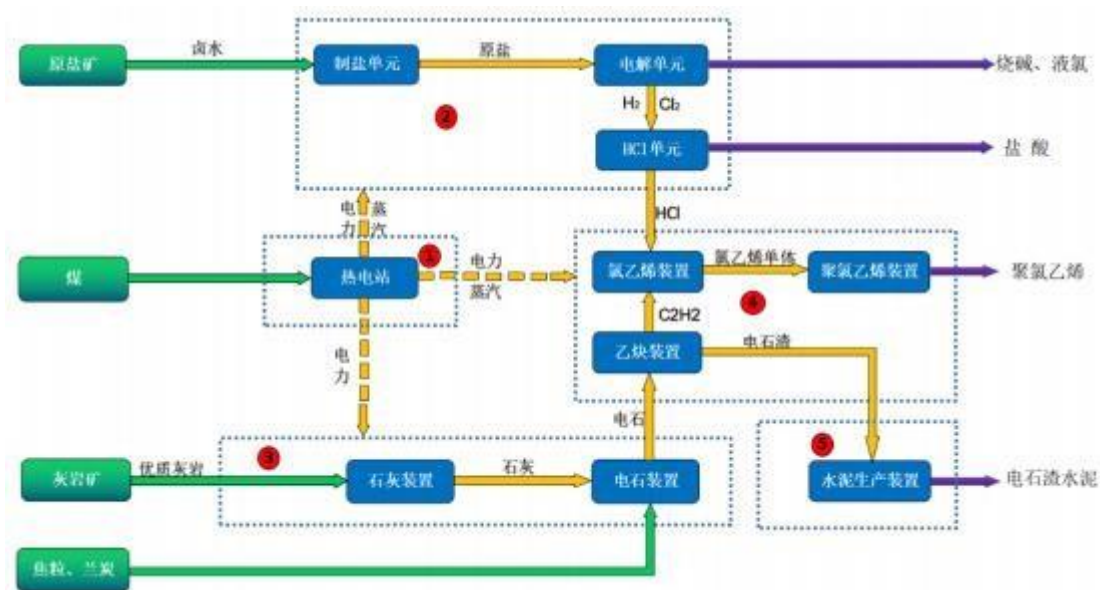 卤水
原盐
原盐矿
制盐单元
电解单元
烧碱、液氯
H₂
Cl₂
②
HCl单元
盐 酸
电力
蒸汽
HCl
①
电力
氯乙烯单体
煤
热电站
氯乙烯装置
聚氯乙烯装置
聚氯乙烯
蒸汽
④
C2H2
电石渣
乙炔装置
电力
电石
⑤
③
优质灰岩
石灰
灰岩矿
石灰装置
电石装置
水泥生产装置
电石渣水泥
焦粒、兰炭